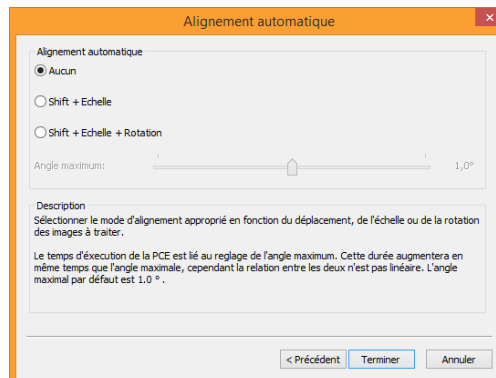 Alignement automatique
Alignement automatique
Aucun
Shift + Echelle
Shift + Echelle + Rotation
Angle maximum: 1,0°
Description
Sélectionner le mode d'alignement approprié en fonction du déplacement, de l'échelle ou de la rotation
des images à traiter.
Le temps d'éxecution de la PCE est lié au reglage de l'angle maximum. Cette durée augmentera en
même temps que l'angle maximale, cependant la relation entre les deux n'est pas linéaire. L'angle
maximal par défaut est 1.0 ° .
< Précédent Terminer Annuler